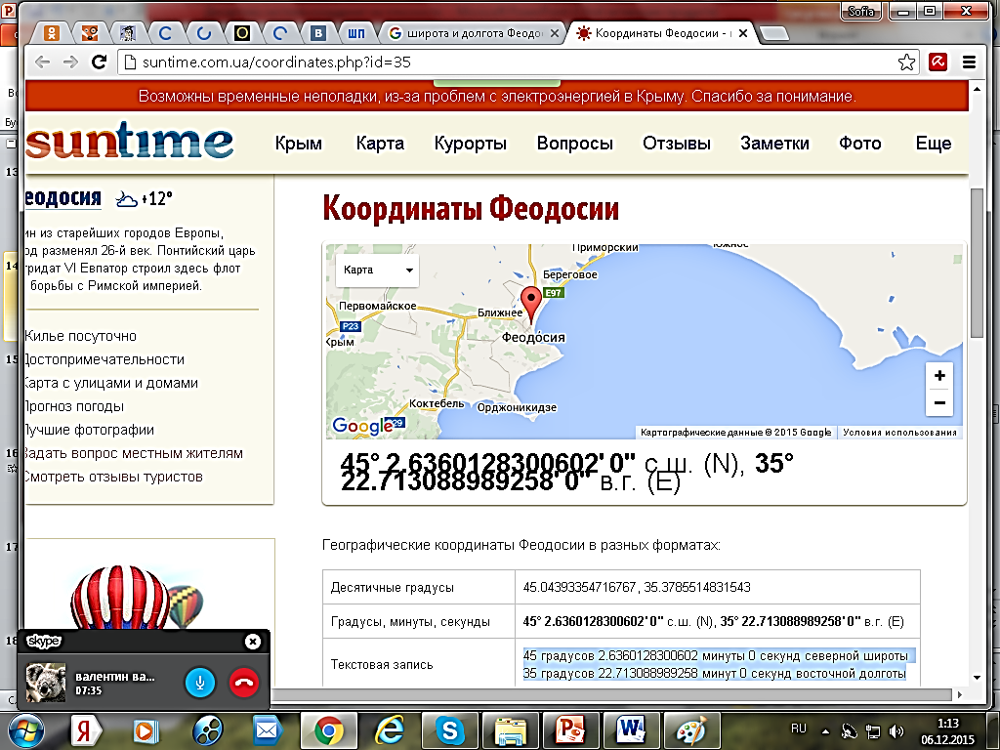 Sofia
широта и долгота Феодо
Координаты Феодосии -
suntime.com.ua/coordinates.php?id=35
Возможны временные неполадки, из-за проблем с электроэнергией в Крыму. Спасибо за понимание.
suntime
Крым Карта Курорты Вопросы Отзывы Заметки Фото Еще
еодосия +12°
ин из старейших городов Европы,
од разменял 26-й век. Понтийский царь
тридат VI Евпатор строил здесь флот
борьбы с Римской империей.
Жилье посуточно
Достопримечательности
Карта с улицами и домами
Прогноз погоды
Лучшие фотографии
Задать вопрос местным жителям
Смотреть отзывы туристов
Координаты Феодосии
Карта
Приморский
Южное
Береговое
E97
Первомайское
Ближнее
P23
Крым
Феодосия
Коктебель
Орджоникидзе
Google
Картографические данные © 2015 Google Условия использования
45° 2.6360128300602' 0" с.ш. (N), 35°
22.713088989258' 0" в.г. (E)
Географические координаты Феодосии в разных форматах:
Десятичные градусы 45.04393354716767, 35.3785514831543
Градусы, минуты, секунды 45° 2.6360128300602' 0" с.ш. (N), 35° 22.713088989258' 0" в.г. (E)
Текстовая запись
45 градусов 2.6360128300602 минуты 0 секунд северной широты
35 градусов 22.713088989258 минут 0 секунд восточной долготы
skype
валентин ва...
07:35
13
14
15
16
17
18
RU
1:13
06.12.2015